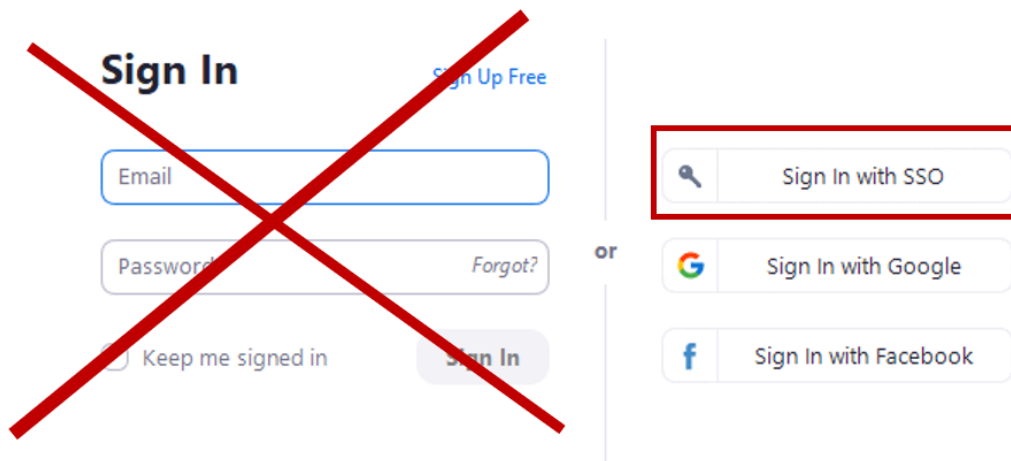 Sign In
Sign Up Free
Email
Password
Forgot?
Keep me signed in
Sign In
or
Sign In with SSO
Sign In with Google
Sign In with Facebook